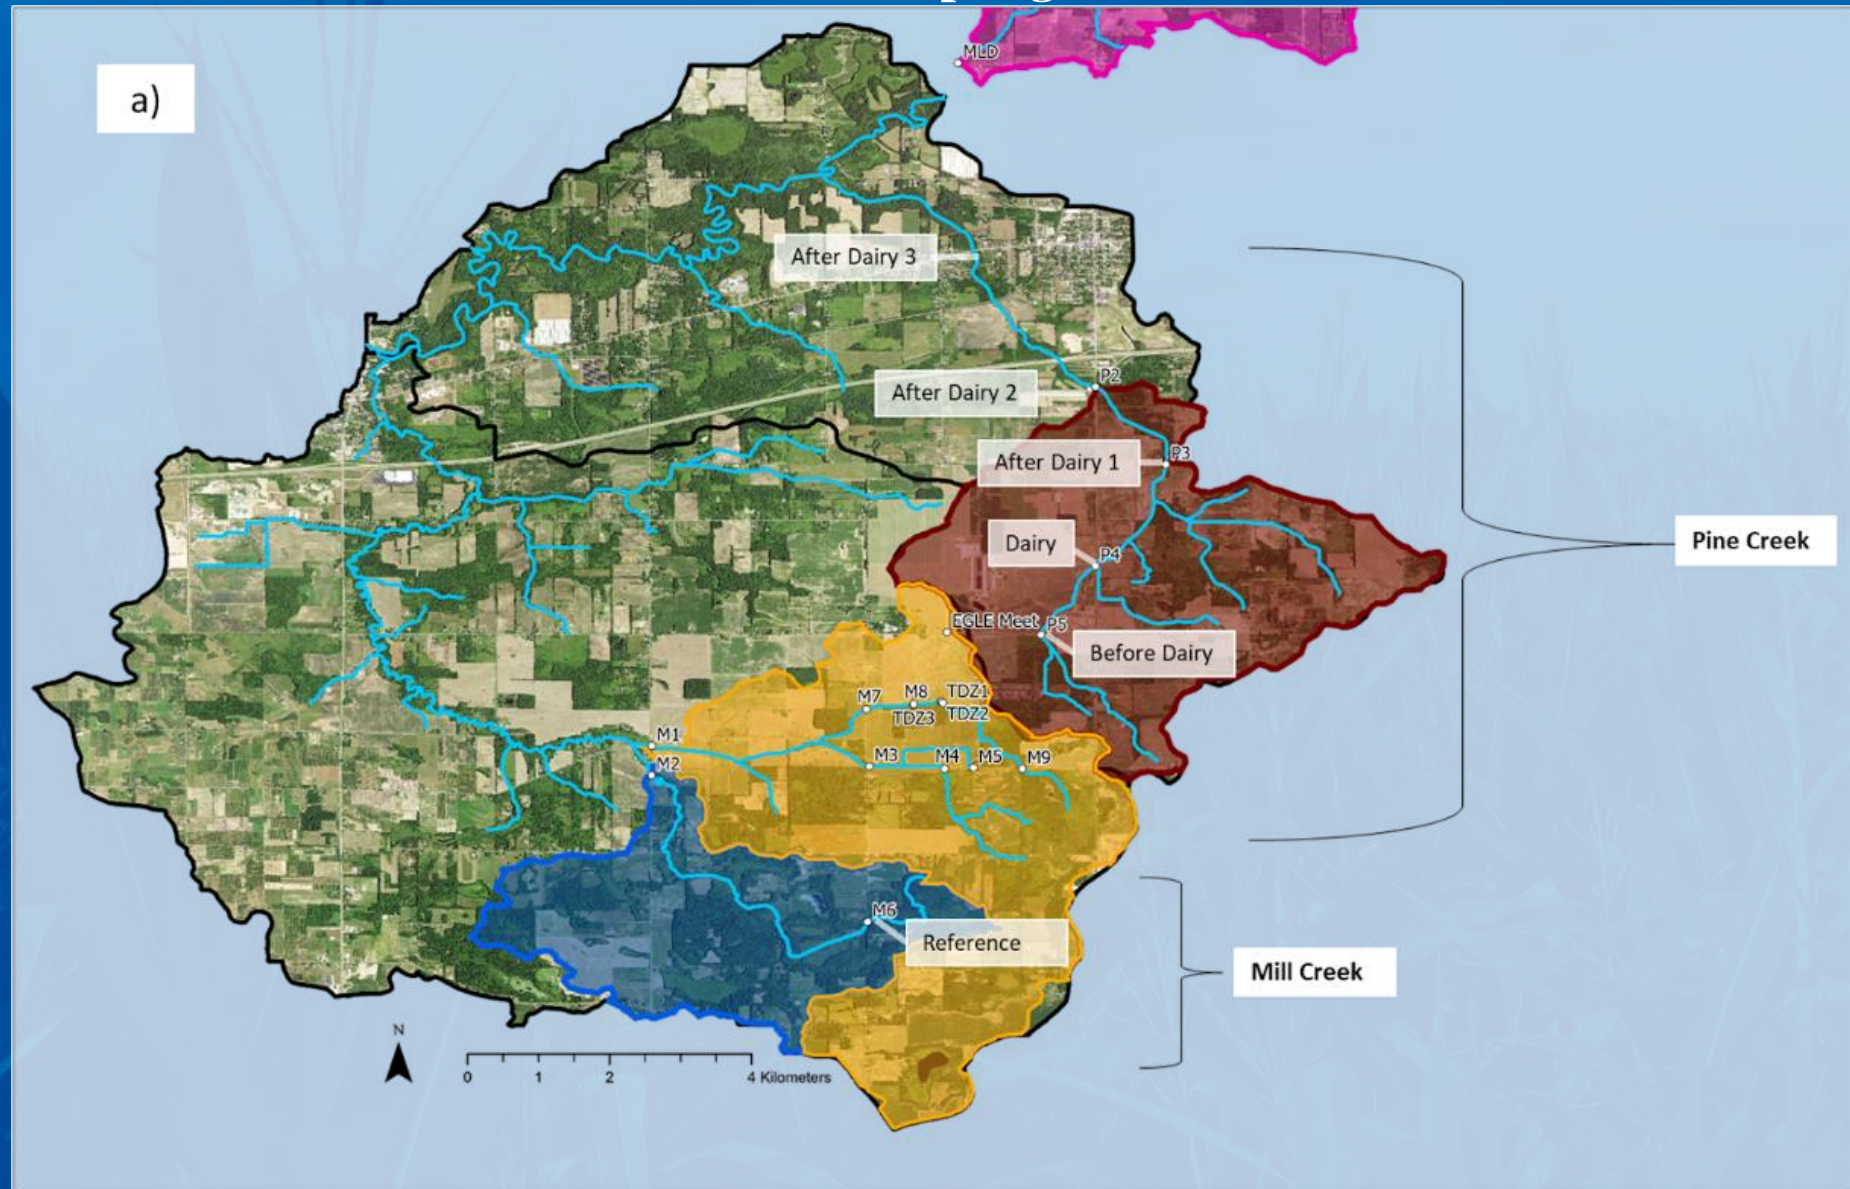 MLD
a)
After Dairy 3
P2
After Dairy 2
P3
After Dairy 1
Pine Creek
Dairy
P4
EGLE Meet
P5
Before Dairy
M7
M8
TDZ1
TDZ3
TDZ2
M1
M2
M3
M4
M5
M9
M6
Reference
Mill Creek
N
0 1 2 4 Kilometers